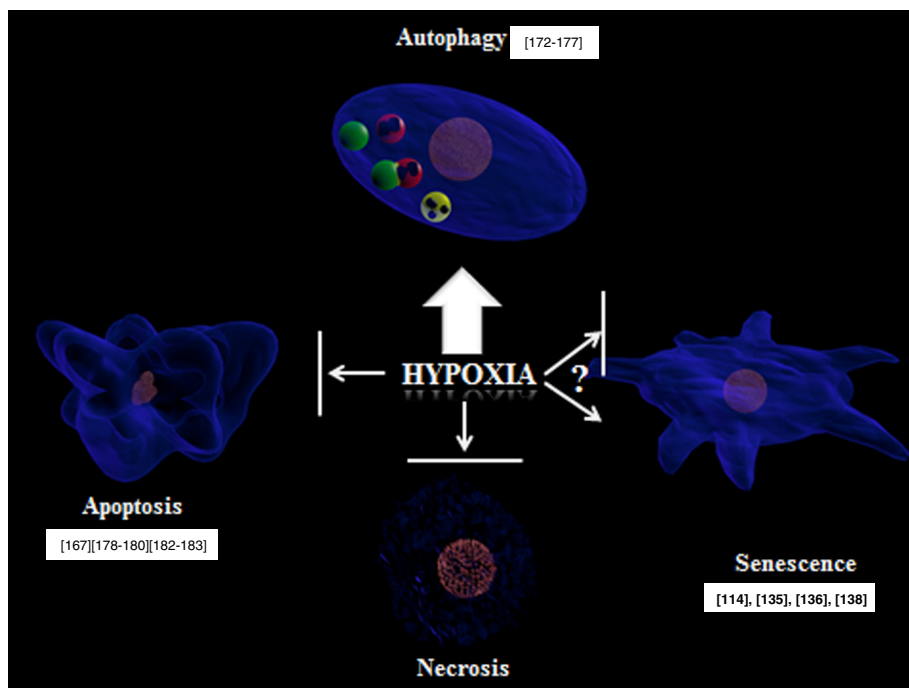 Autophagy [172-177]
HYPOXIA
?
Apoptosis
[167][178-180][182-183]
Senescence
[114], [135], [136], [138]
Necrosis